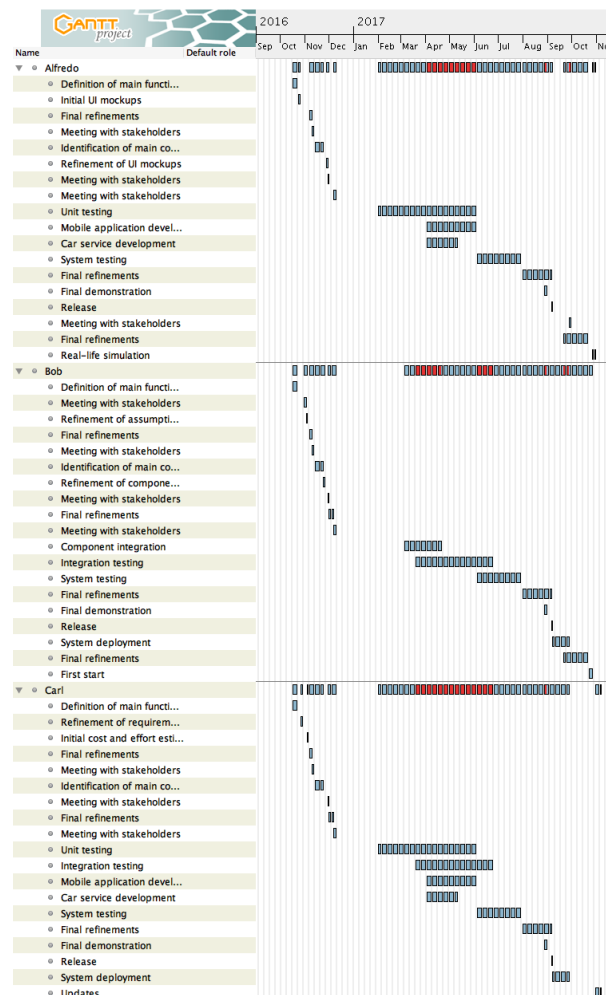 GANTT
project
2016 2017
Name Default role
Sep Oct Nov Dec Jan Feb Mar Apr May Jun Jul Aug Sep Oct
Alfredo
Definition of main functi...
Initial UI mockups
Final refinements
Meeting with stakeholders
Identification of main co...
Refinement of UI mockups
Meeting with stakeholders
Meeting with stakeholders
Unit testing
Mobile application devel...
Car service development
System testing
Final refinements
Final demonstration
Release
Meeting with stakeholders
Final refinements
Real-life simulation
Bob
Definition of main functi...
Meeting with stakeholders
Refinement of assumpti...
Final refinements
Meeting with stakeholders
Identification of main co...
Refinement of compone...
Meeting with stakeholders
Final refinements
Meeting with stakeholders
Component integration
Integration testing
System testing
Final refinements
Final demonstration
Release
System deployment
Final refinements
First start
Carl
Definition of main functi...
Refinement of requirem...
Initial cost and effort esti...
Final refinements
Meeting with stakeholders
Identification of main co...
Meeting with stakeholders
Final refinements
Meeting with stakeholders
Unit testing
Integration testing
Mobile application devel...
Car service development
System testing
Final refinements
Final demonstration
Release
System deployment
Updates